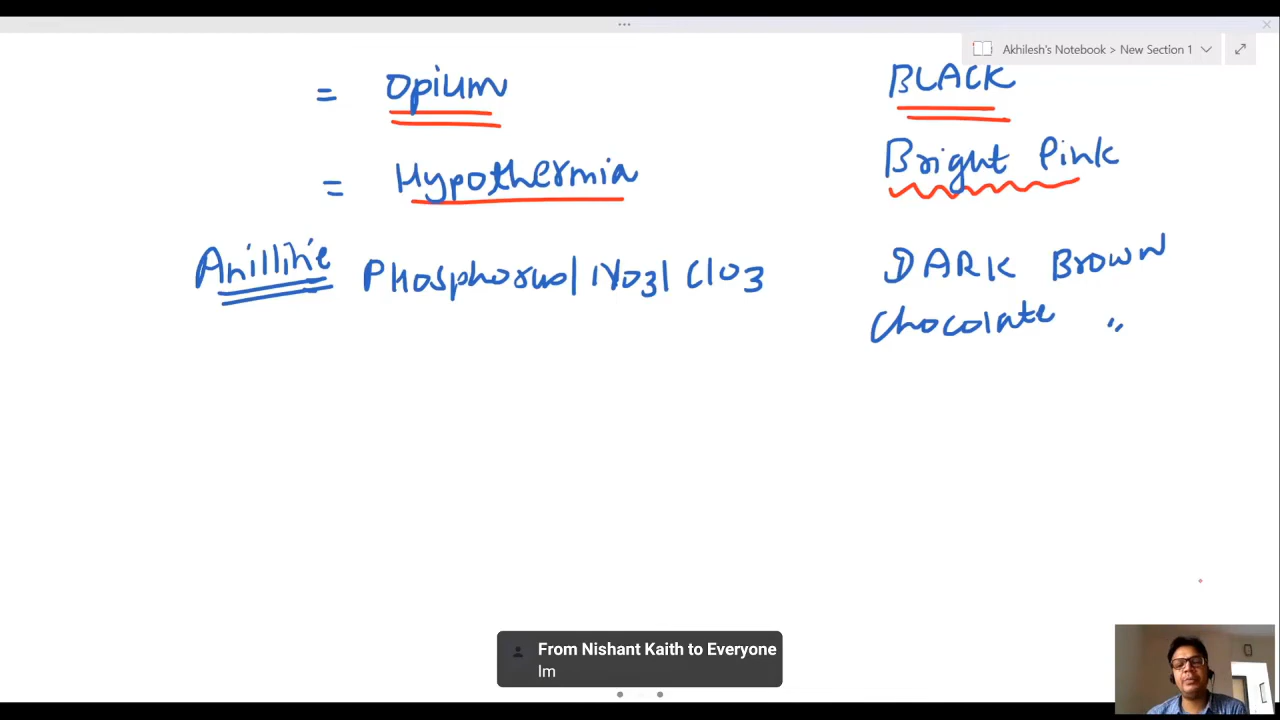 Akhilesh's Notebook > New Section 1
= Opium BLACK
= Hypothermia Bright Pink
Anilline Phosphorus/NO3/ClO3 DARK Brown
Chocolate "
From Nishant Kaith to Everyone
Im